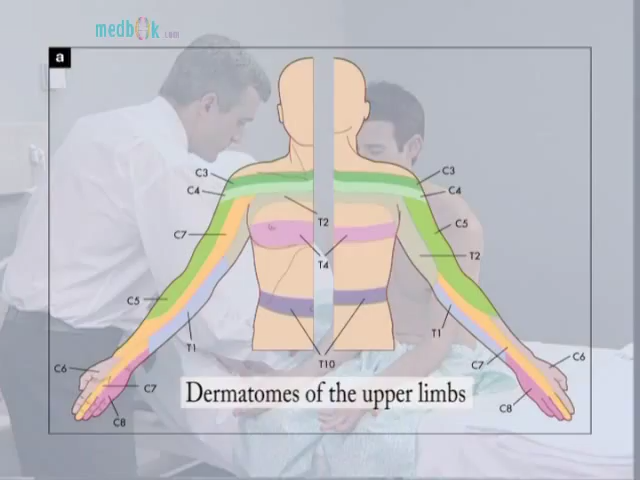 medbook.com
a
C3
C4
C7
C5
T1
C6
C7
C8
T2
T4
T10
C3
C4
C5
T2
T1
C7
C6
C8
Dermatomes of the upper limbs